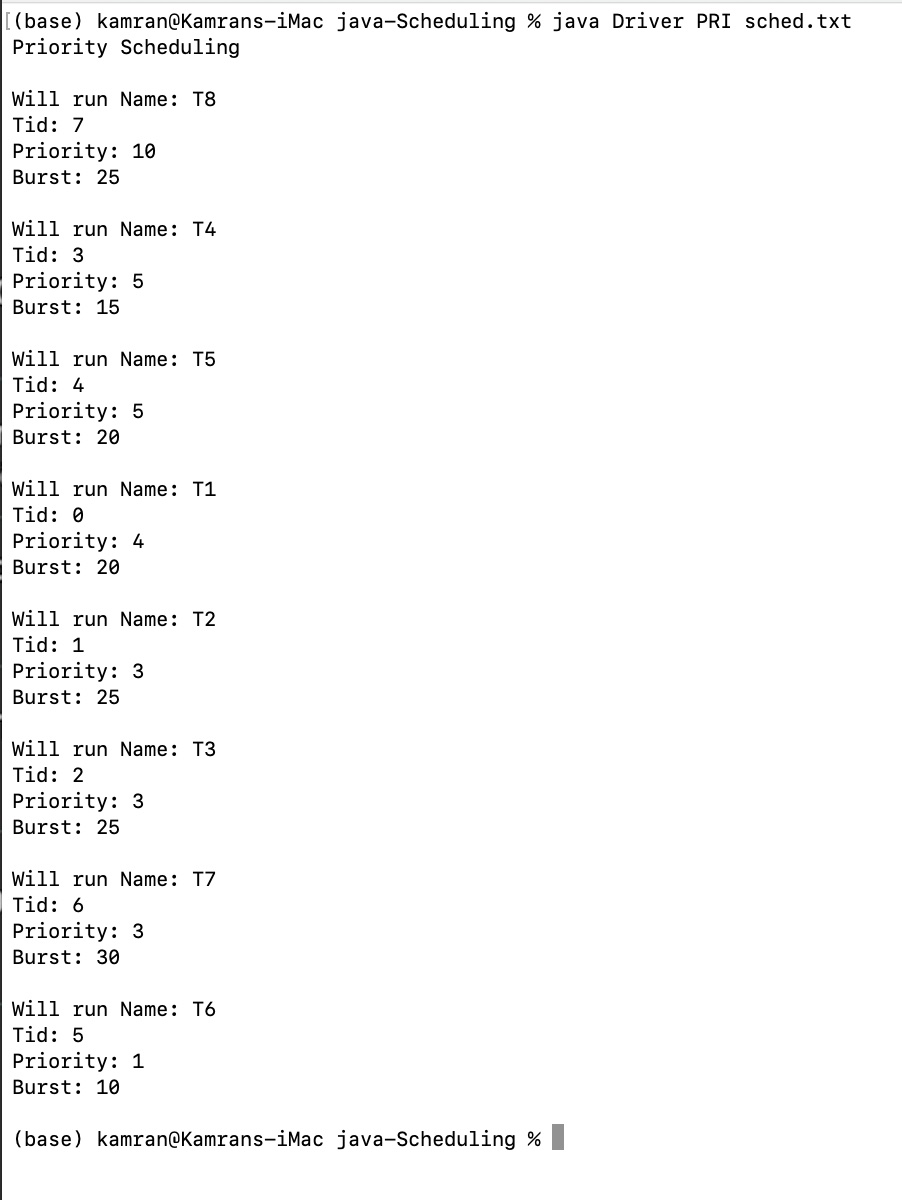 [(base) kamran@Kamrans-iMac java-Scheduling % java Driver PRI sched.txt
Priority Scheduling
Will run Name: T8
Tid: 7
Priority: 10
Burst: 25
Will run Name: T4
Tid: 3
Priority: 5
Burst: 15
Will run Name: T5
Tid: 4
Priority: 5
Burst: 20
Will run Name: T1
Tid: 0
Priority: 4
Burst: 20
Will run Name: T2
Tid: 1
Priority: 3
Burst: 25
Will run Name: T3
Tid: 2
Priority: 3
Burst: 25
Will run Name: T7
Tid: 6
Priority: 3
Burst: 30
Will run Name: T6
Tid: 5
Priority: 1
Burst: 10
(base) kamran@Kamrans-iMac java-Scheduling %